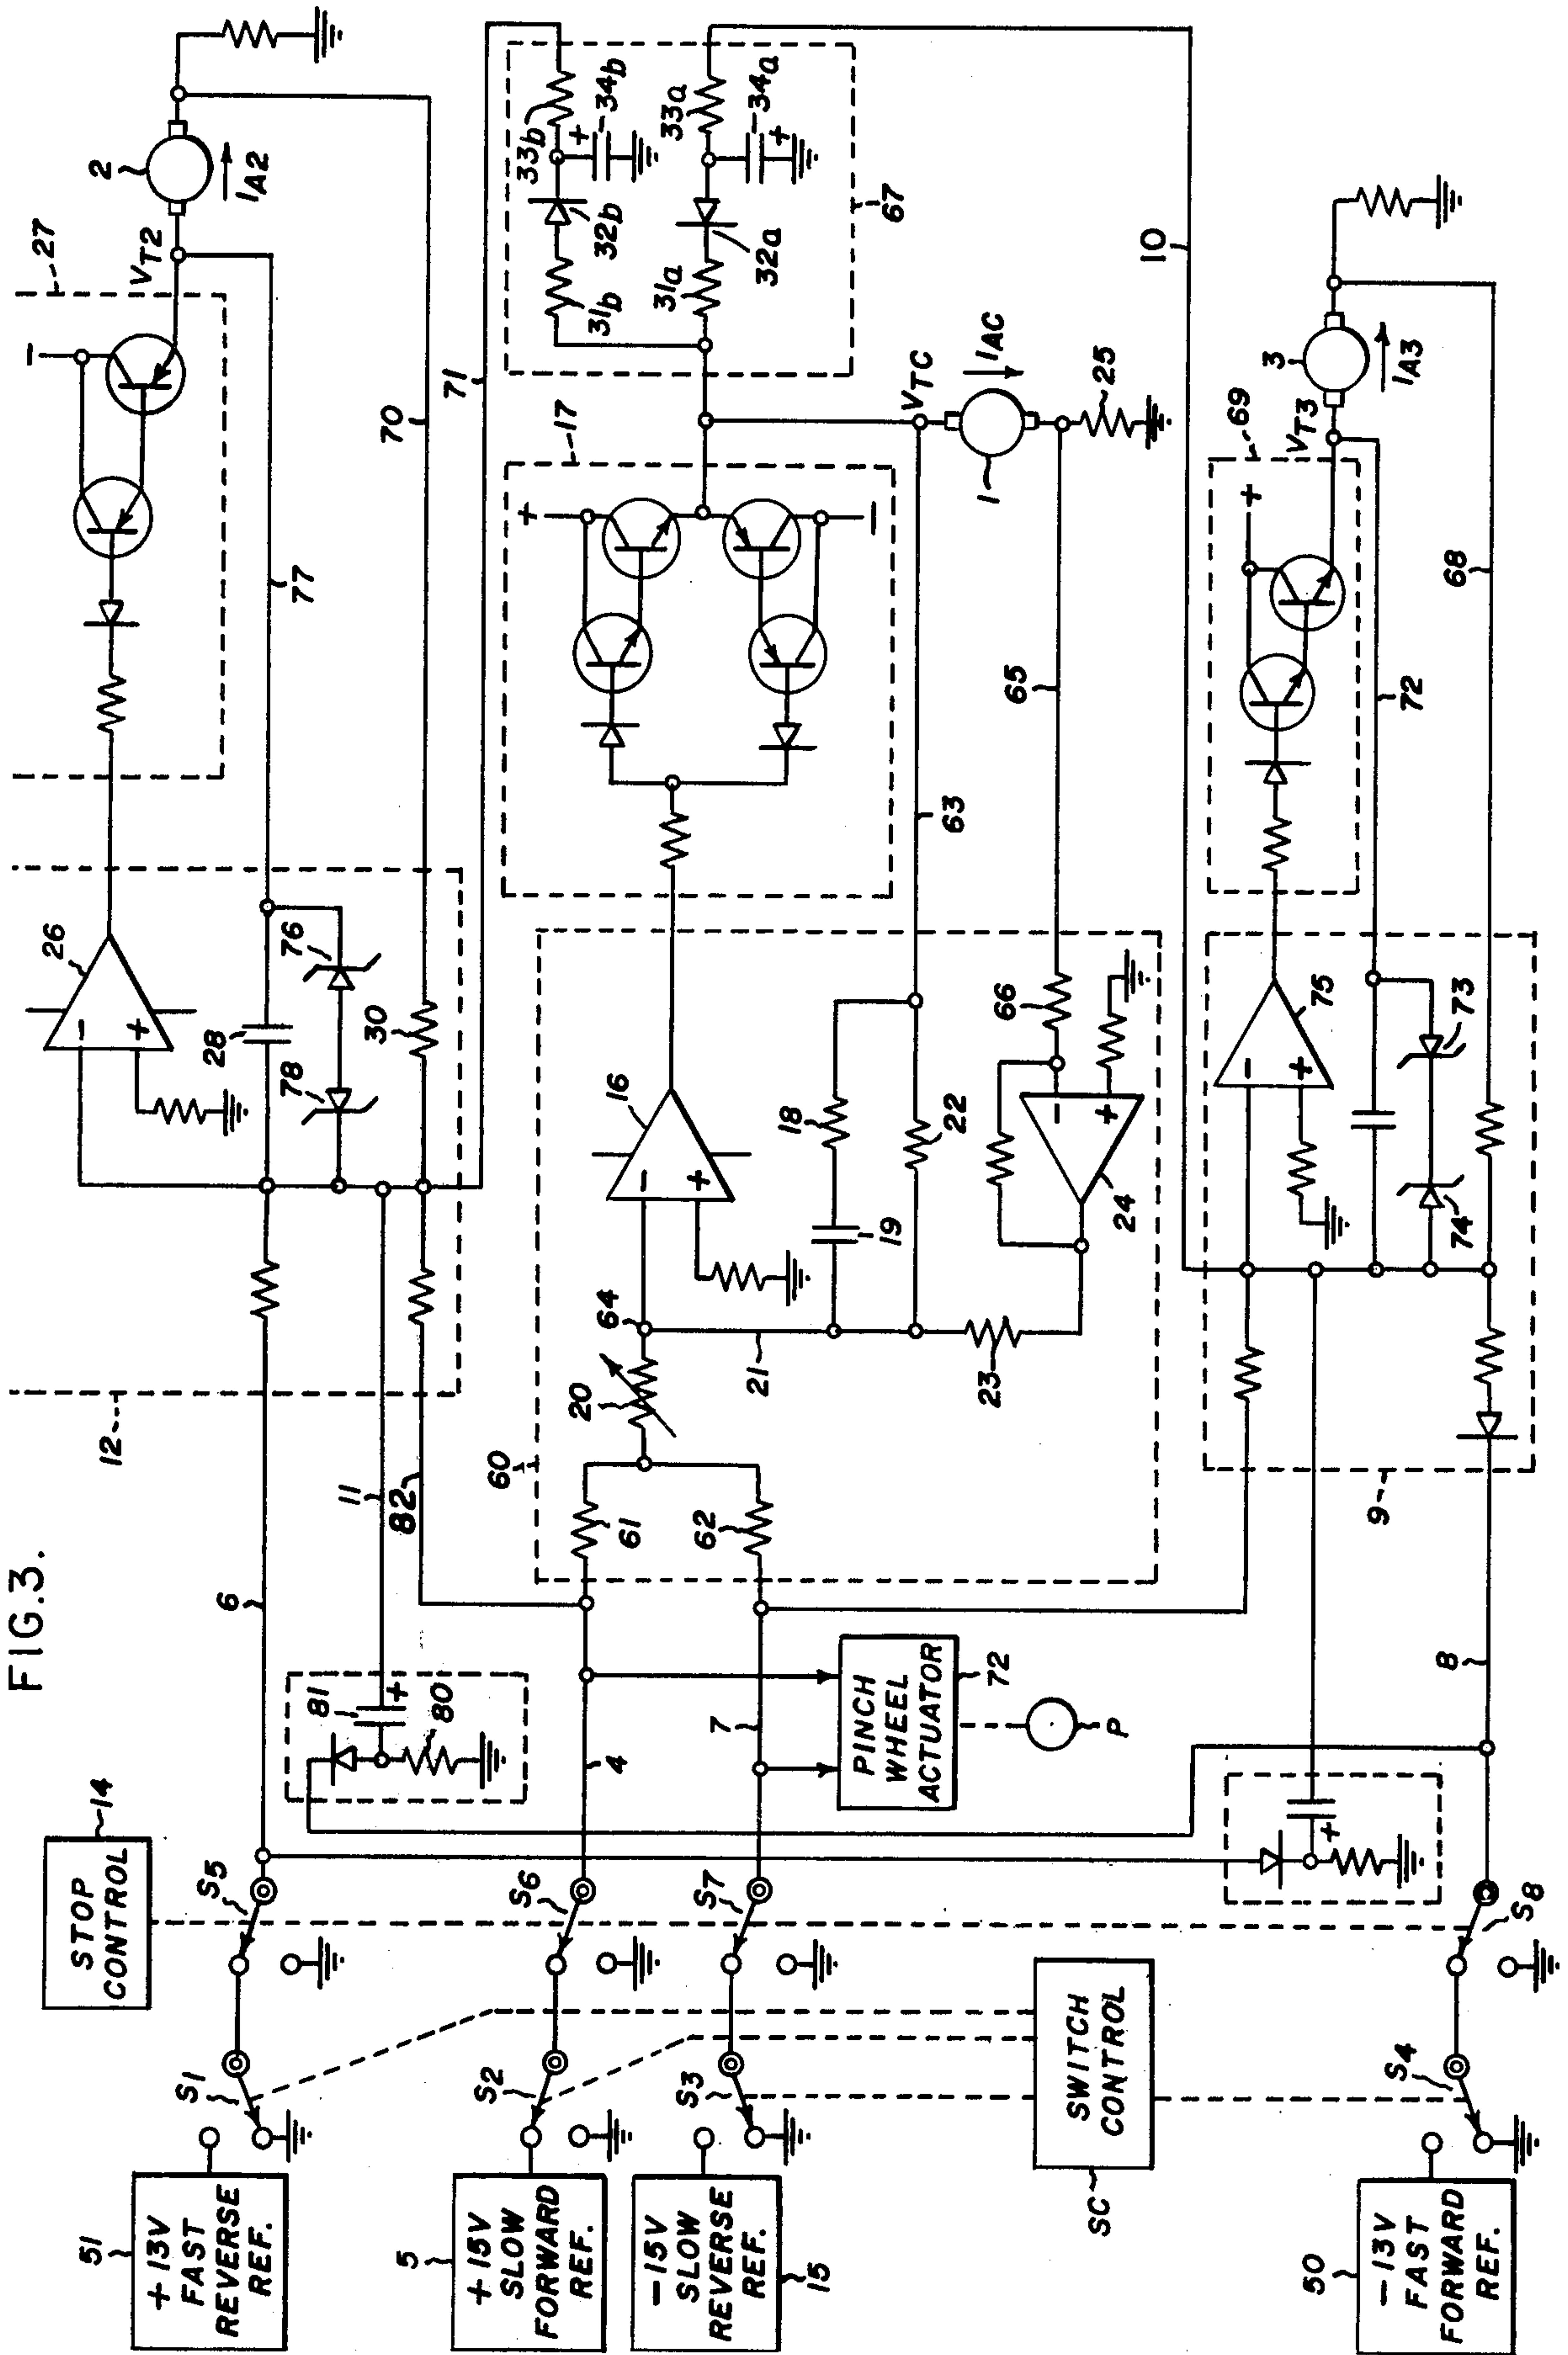 FIG.3.
STOP
CONTROL
14
12
27
2
VT2
IA2
26
28
78
76
30
77
70
71
6
11
82
81
+
80
S5
S1
51
+13V
FAST
REVERSE
REF.
5
+15V
SLOW
FORWARD
REF.
S2
S6
4
-15V
SLOW
REVERSE
REF.
15
S3
S7
7
60
61
62
20
64
16
21
23
19
18
22
24
66
63
65
17
31b
32b
33b
34b
31a
32a
33a
34a
67
VTC
IAC
1
25
10
PINCH
WHEEL
ACTUATOR
72
P
SWITCH
CONTROL
SC
50
-13V
FAST
FORWARD
REF.
S4
S8
8
9
75
74
73
72
68
69
VT3
3
IA3